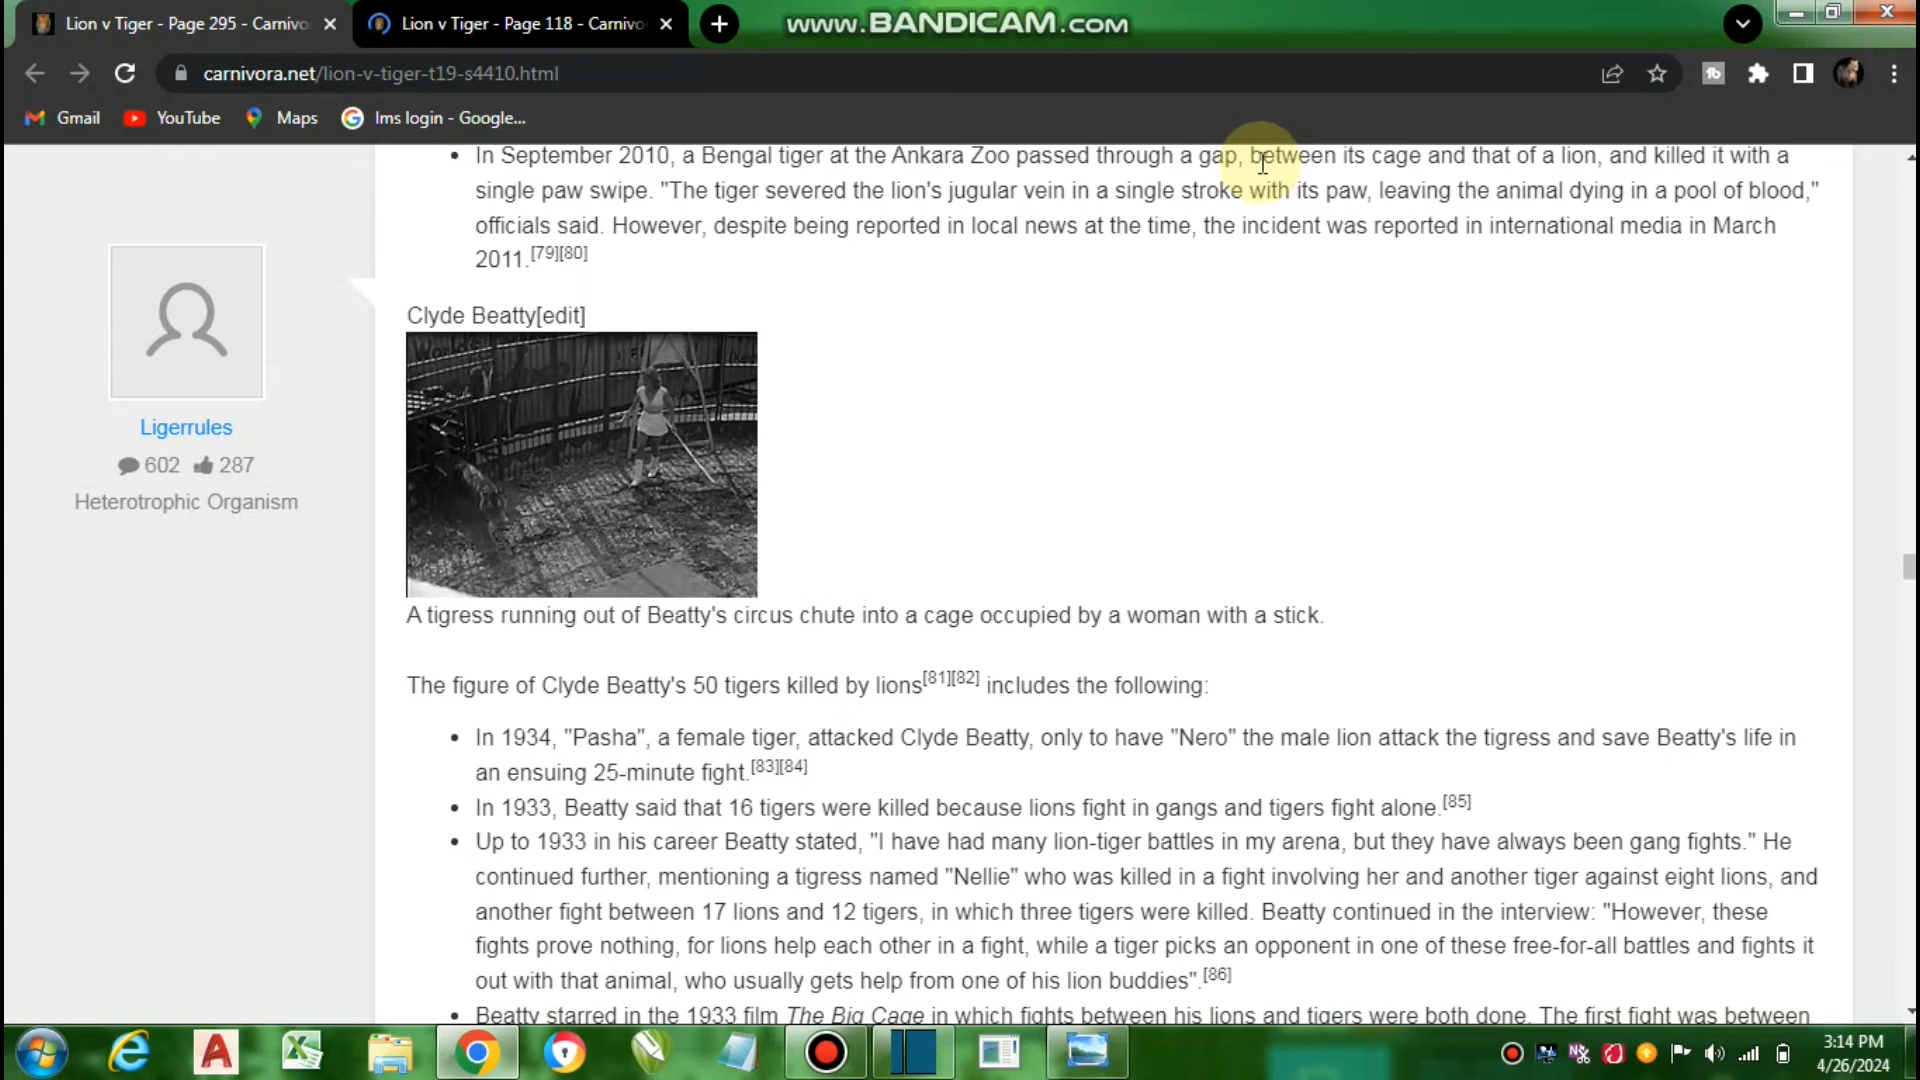 Lion v Tiger - Page 295 - Carnivo
Lion v Tiger - Page 118 - Carnivo
www.BANDICAM.com
carnivora.net/lion-v-tiger-t19-s4410.html
Gmail
YouTube
Maps
lms login - Google...
In September 2010, a Bengal tiger at the Ankara Zoo passed through a gap, between its cage and that of a lion, and killed it with a
single paw swipe. "The tiger severed the lion's jugular vein in a single stroke with its paw, leaving the animal dying in a pool of blood,"
officials said. However, despite being reported in local news at the time, the incident was reported in international media in March
2011.[79][80]
Ligerrules
602 287
Heterotrophic Organism
Clyde Beatty[edit]
A tigress running out of Beatty's circus chute into a cage occupied by a woman with a stick.
The figure of Clyde Beatty's 50 tigers killed by lions[81][82] includes the following:
In 1934, "Pasha", a female tiger, attacked Clyde Beatty, only to have "Nero" the male lion attack the tigress and save Beatty's life in
an ensuing 25-minute fight.[83][84]
In 1933, Beatty said that 16 tigers were killed because lions fight in gangs and tigers fight alone.[85]
Up to 1933 in his career Beatty stated, "I have had many lion-tiger battles in my arena, but they have always been gang fights." He
continued further, mentioning a tigress named "Nellie" who was killed in a fight involving her and another tiger against eight lions, and
another fight between 17 lions and 12 tigers, in which three tigers were killed. Beatty continued in the interview: "However, these
fights prove nothing, for lions help each other in a fight, while a tiger picks an opponent in one of these free-for-all battles and fights it
out with that animal, who usually gets help from one of his lion buddies".[86]
Beatty starred in the 1933 film The Big Cage in which fights between his lions and tigers were both done. The first fight was between
3:14 PM
4/26/2024